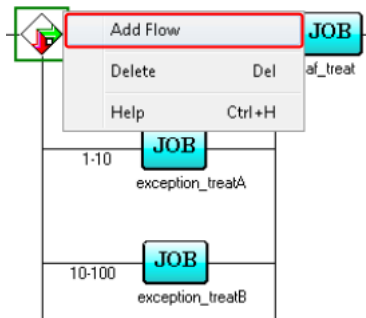 Add Flow
JOB
Delete Del
af_treat
Help Ctrl+H
JOB
1-10
exception_treatA
JOB
10-100
exception_treatB